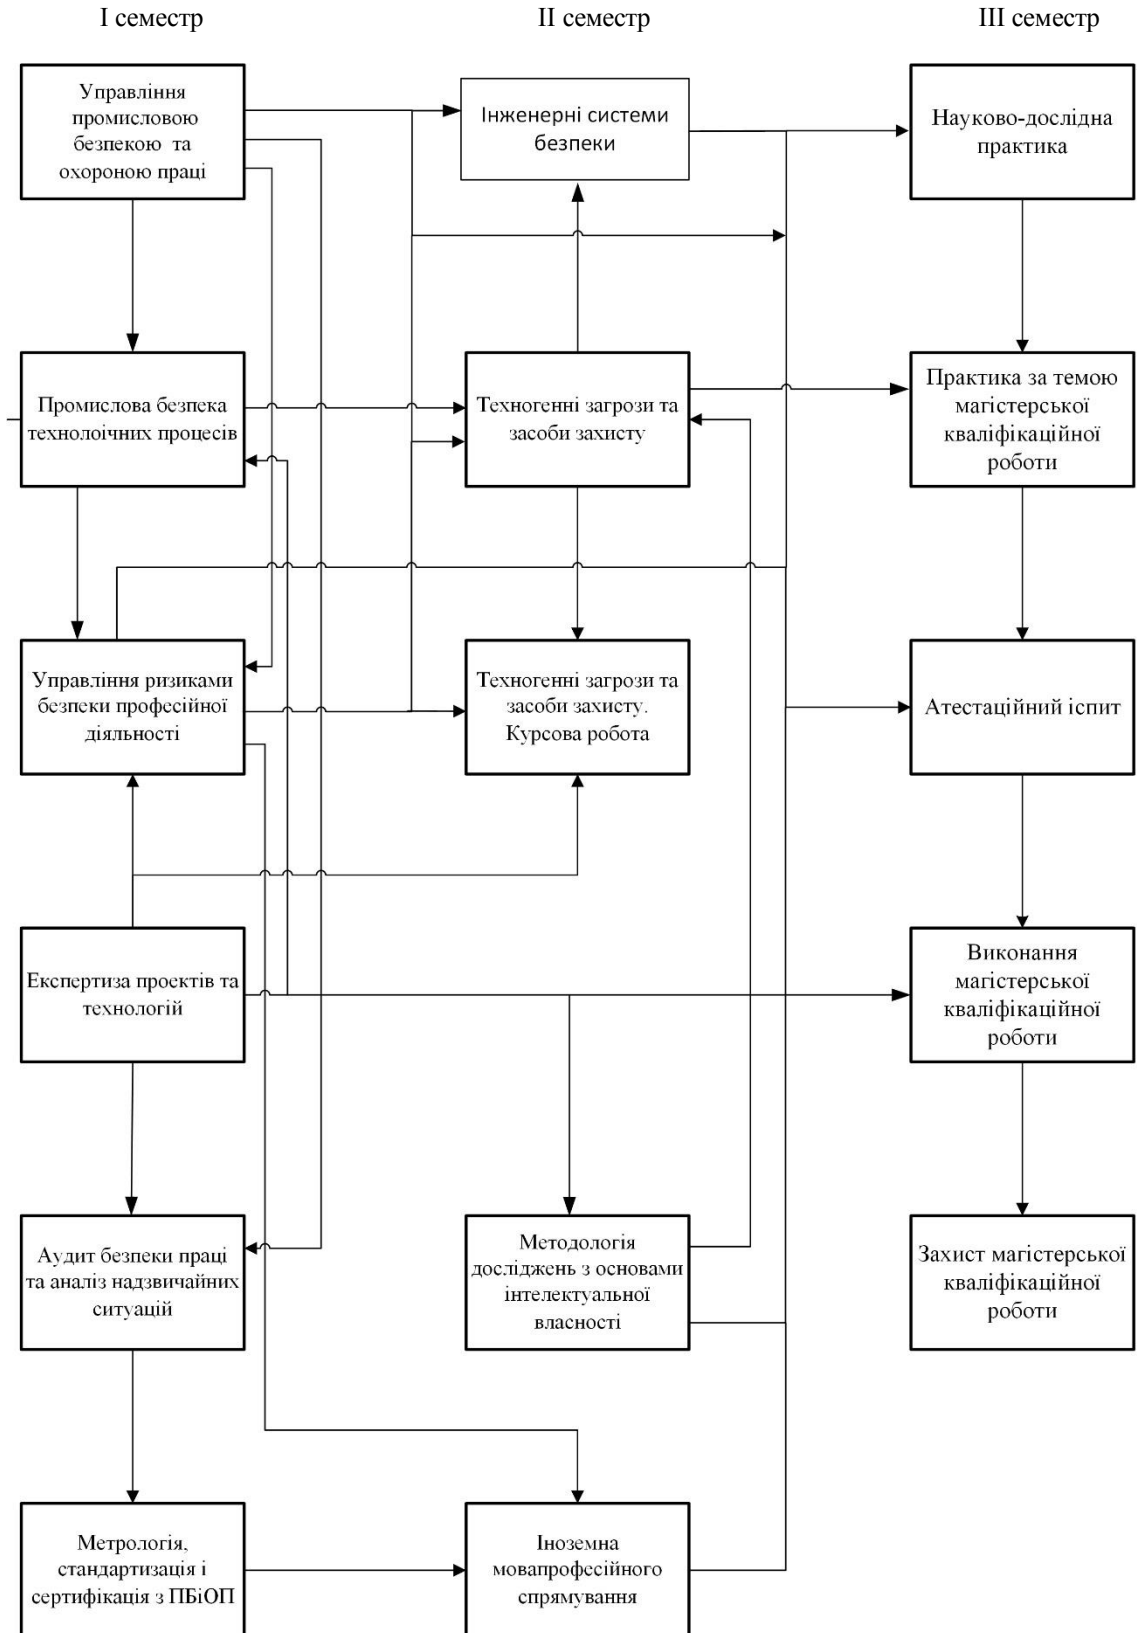 І семестр
ІІ семестр
ІІІ семестр
Управління
промисловою
безпекою та
охороною праці
Інженерні системи
безпеки
Науково-дослідна
практика
Промислова безпека
технолоічних процесів
Техногенні загрози та
засоби захисту
Практика за темою
магістерської
кваліфікаційної
роботи
Управління ризиками
безпеки професійної
діяльності
Техногенні загрози та
засоби захисту.
Курсова робота
Атестаційний іспит
Експертиза проектів та
технологій
Виконання
магістерської
кваліфікаційної
роботи
Аудит безпеки праці
та аналіз надзвичайних
ситуацій
Методологія
досліджень з основами
інтелектуальної
власності
Захист магістерської
кваліфікаційної
роботи
Метрологія,
стандартизація і
сертифікація з ПБіОП
Іноземна
мовапрофесійного
спрямування